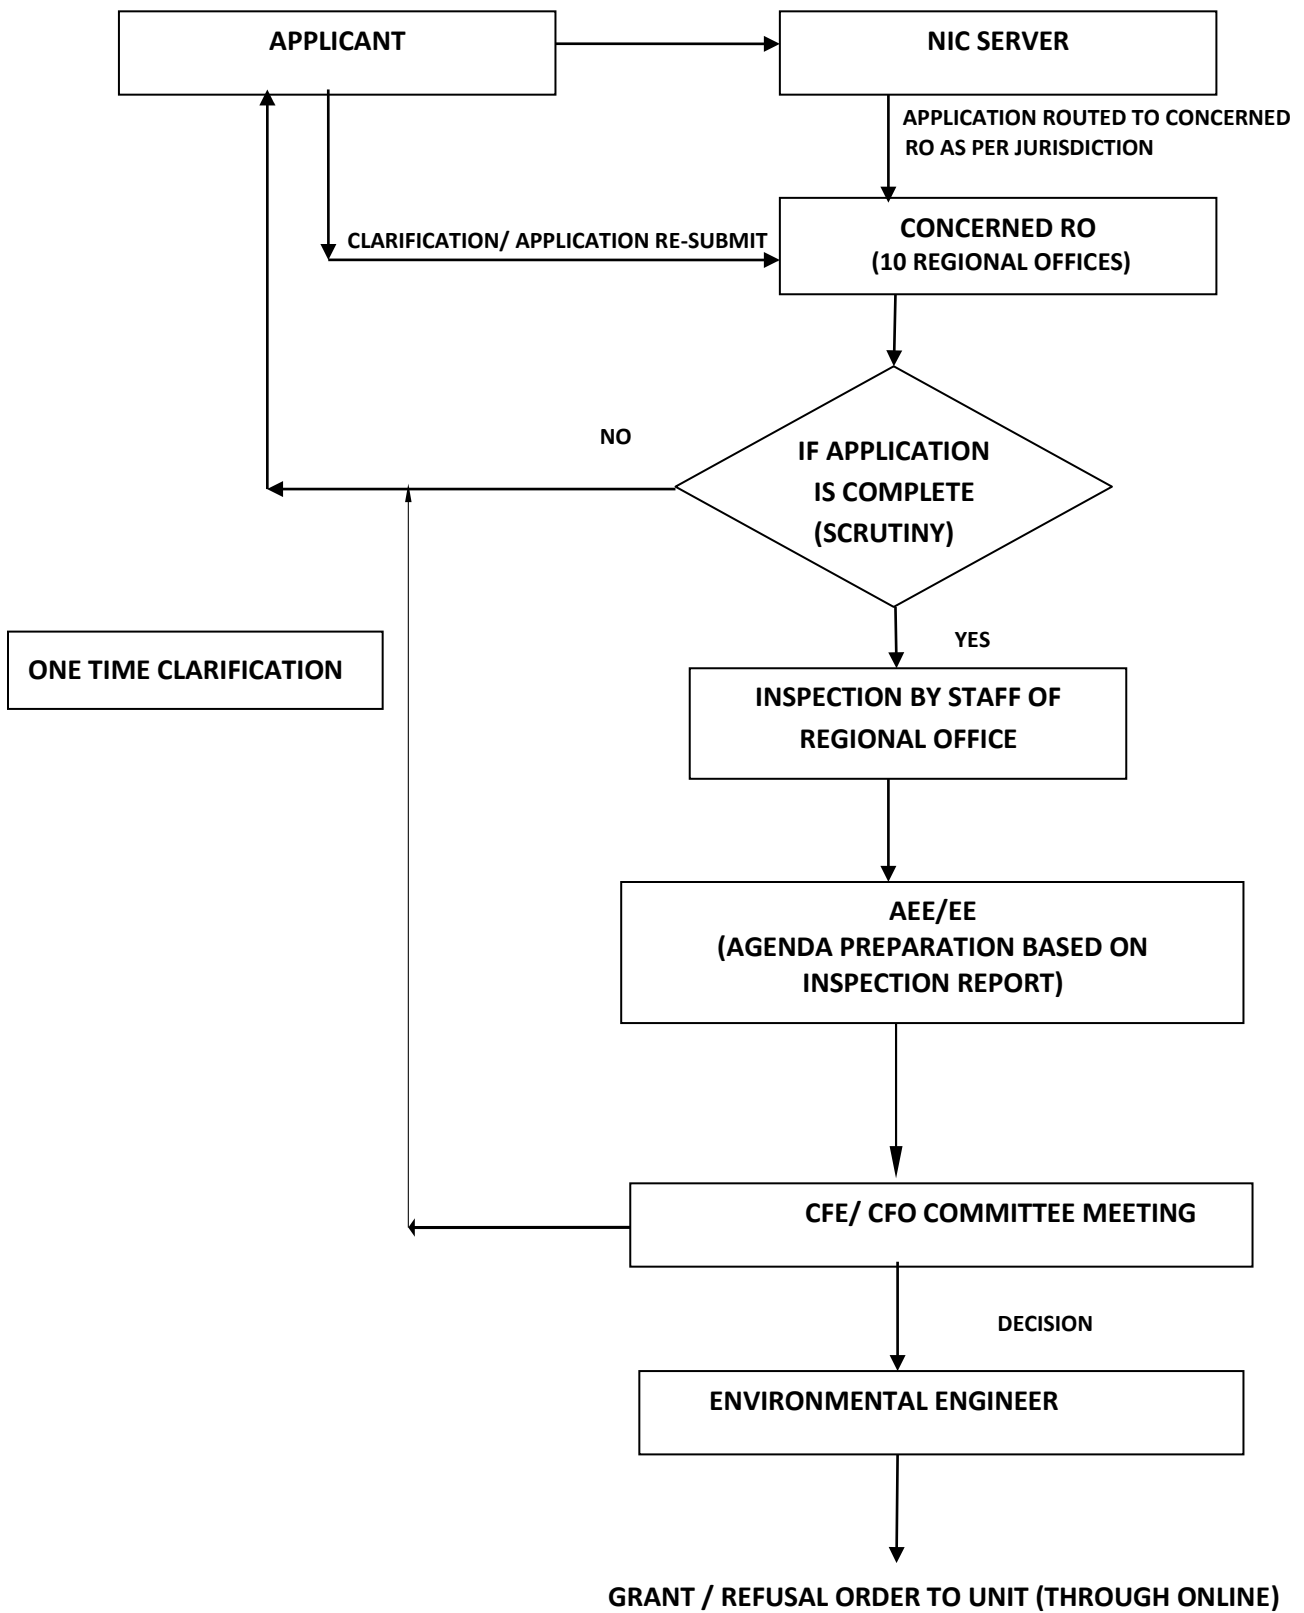 APPLICANT
NIC SERVER
APPLICATION ROUTED TO CONCERNED
RO AS PER JURISDICTION
CLARIFICATION/ APPLICATION RE-SUBMIT
CONCERNED RO
(10 REGIONAL OFFICES)
NO
IF APPLICATION
IS COMPLETE
(SCRUTINY)
YES
ONE TIME CLARIFICATION
INSPECTION BY STAFF OF
REGIONAL OFFICE
AEE/EE
(AGENDA PREPARATION BASED ON
INSPECTION REPORT)
CFE/ CFO COMMITTEE MEETING
DECISION
ENVIRONMENTAL ENGINEER
GRANT / REFUSAL ORDER TO UNIT (THROUGH ONLINE)